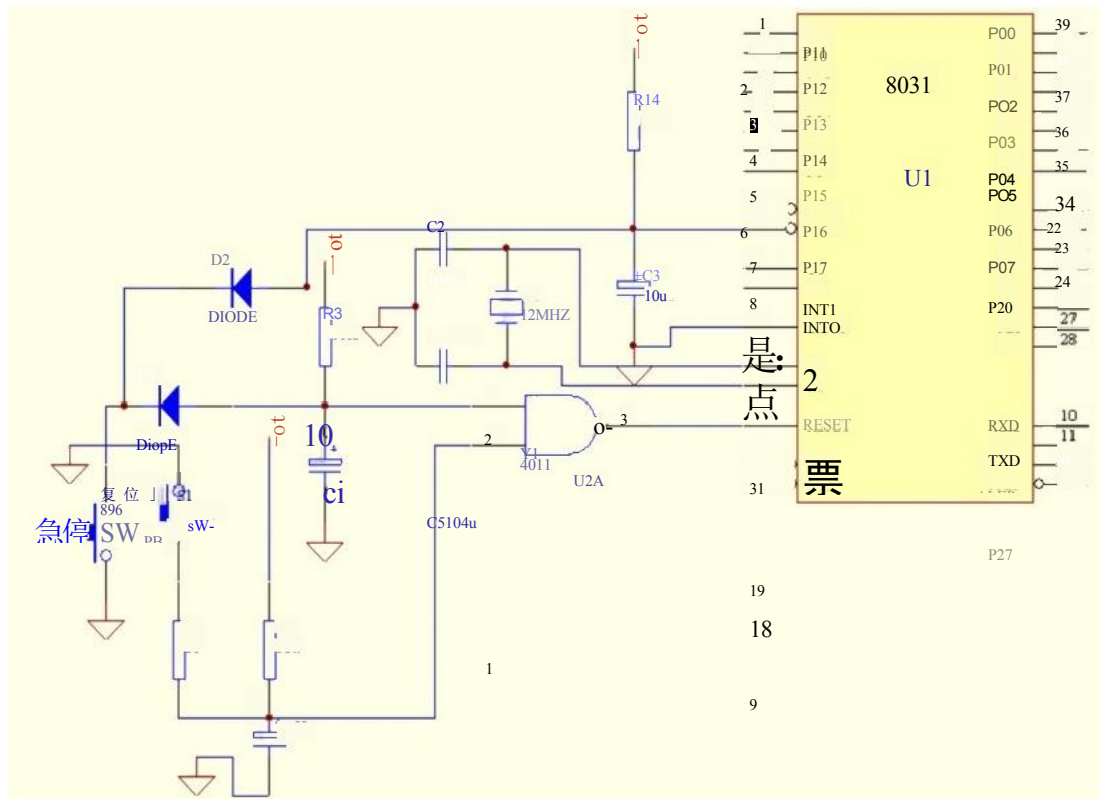 1
39
P00
P11
P10
P01
8031
2
P12
37
PO2
R14
3
P13
36
P03
4
P14
35
U1
P04
5
P15
PO5
34
C2
6
P16
P06
22
23
D2
7
P17
P07
±C3
24
10u
8
DIODE
R3
12MHZ
INT1
P20
27
INTO
28
是:
点
2
10
3
RESET
RXD
10
11
DiopE
2
4011
U2A
TXD
ci
31
票
复位
896
急停
SW
PB
sW-
C5104u
P27
19
18
1
9